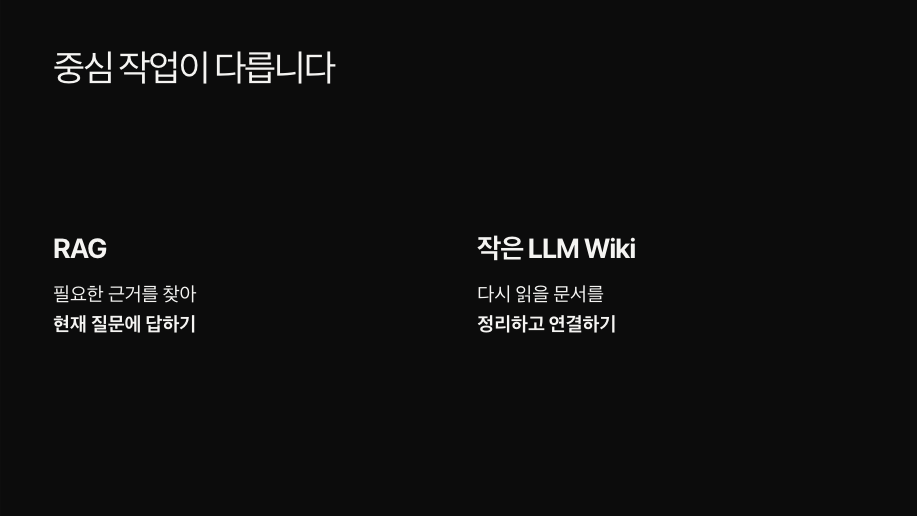 중심 작업이 다릅니다
RAG
필요한 근거를 찾아
현재 질문에 답하기
작은 LLM Wiki
다시 읽을 문서를
정리하고 연결하기